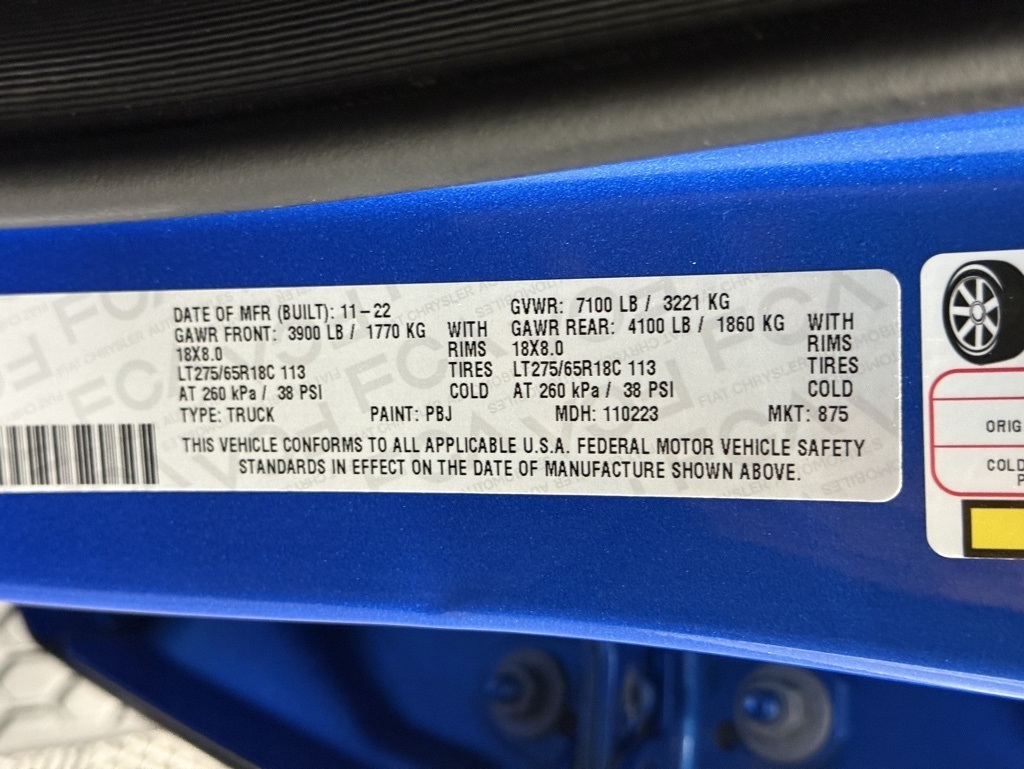 DATE OF MFR (BUILT): 11-22 GVWR: 7100 LB / 3221 KG
GAWR FRONT: 3900 LB / 1770 KG WITH GAWR REAR: 4100 LB / 1860 KG WITH
18X8.0 RIMS 18X8.0 RIMS
LT275/65R18C 113 TIRES LT275/65R18C 113 TIRES
AT 260 kPa / 38 PSI COLD AT 260 kPa / 38 PSI COLD
TYPE: TRUCK PAINT: PBJ MDH: 110223 MKT: 875
THIS VEHICLE CONFORMS TO ALL APPLICABLE U.S.A. FEDERAL MOTOR VEHICLE SAFETY
STANDARDS IN EFFECT ON THE DATE OF MANUFACTURE SHOWN ABOVE.
ORIG
COLD
P